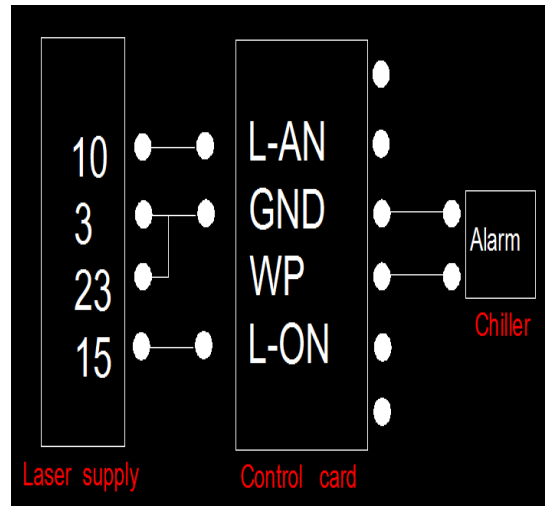 10
3
23
15
L-AN
GND
WP
L-ON
Alarm
Chiller
Laser supply
Control card